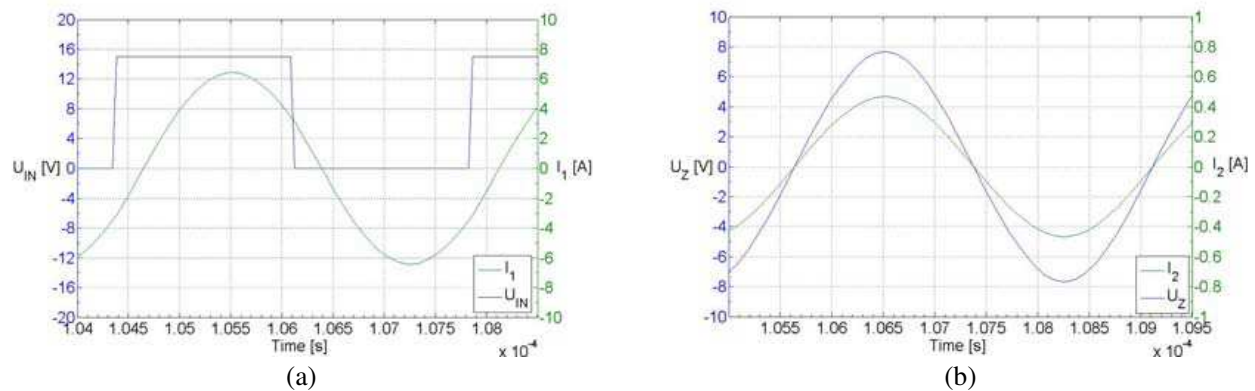 20
16
12
8
4
0
-4
-8
-12
-16
-20
U_IN [V]
10
8
6
4
2
0
-2
-4
-6
-8
-10
I_1 [A]
I_1
U_IN
1.04 1.045 1.05 1.055 1.06 1.065 1.07 1.075 1.08
Time [s]
x 10^-4
(a)
10
8
6
4
2
0
-2
-4
-6
-8
-10
U_Z [V]
1
0.8
0.6
0.4
0.2
0
-0.2
-0.4
-0.6
-0.8
-1
I_2 [A]
I_2
U_Z
1.055 1.06 1.065 1.07 1.075 1.08 1.085 1.09 1.095
Time [s]
x 10^-4
(b)